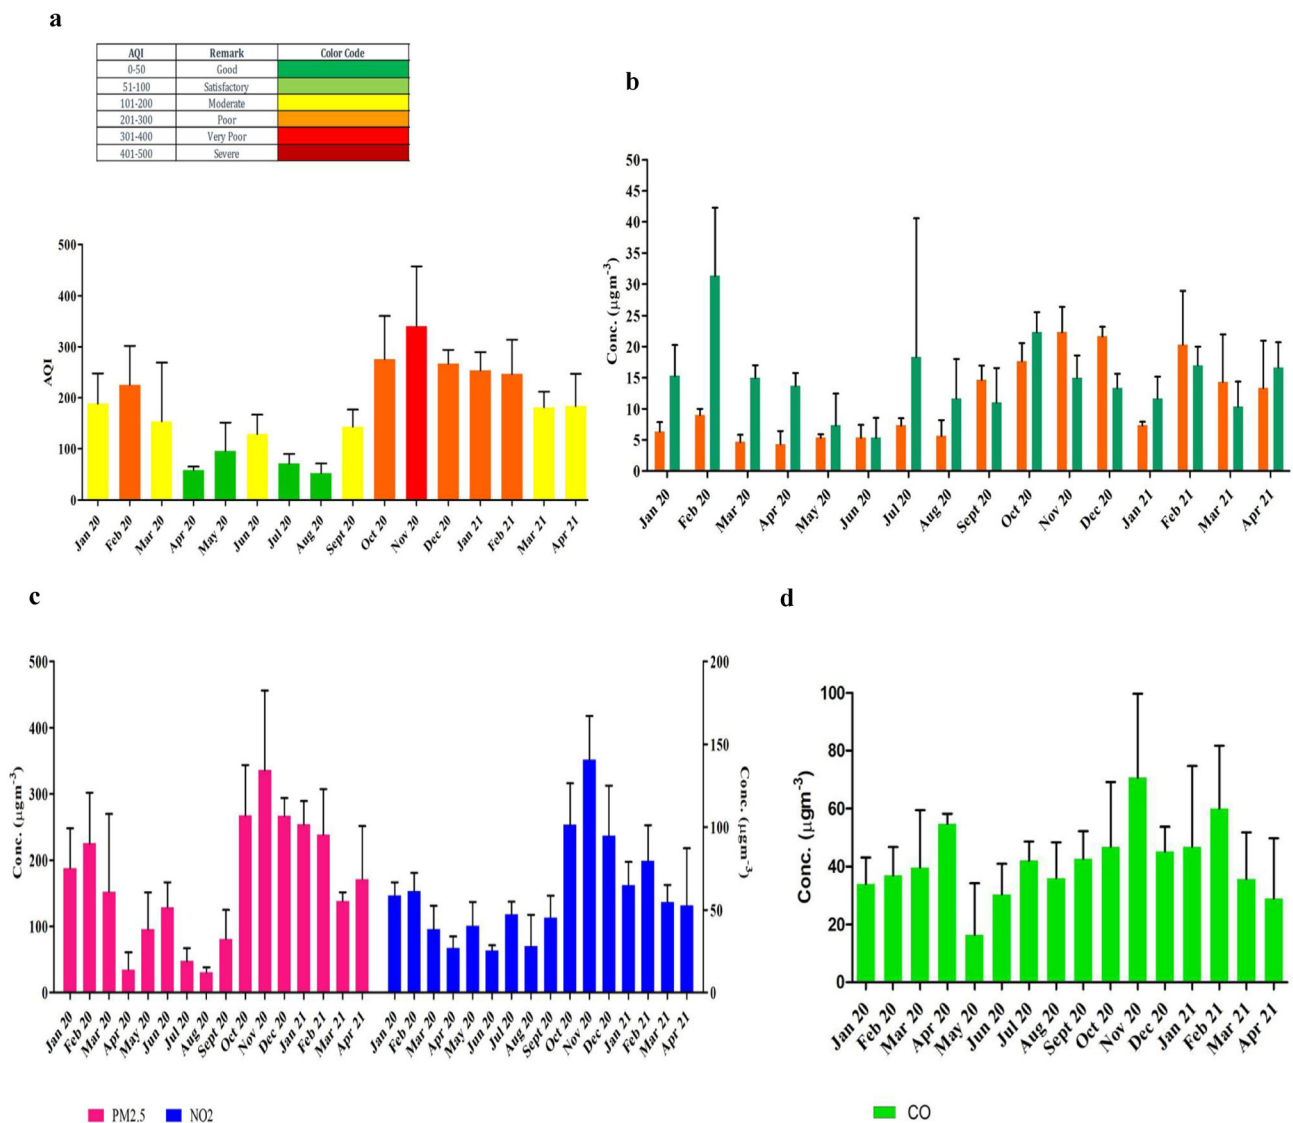 a
AQI Remark Color Code
0-50 Good
51-100 Satisfactory
101-200 Moderate
201-300 Poor
301-400 Very Poor
401-500 Severe
500
400
300
200
100
0
AQI
Jan 20 Feb 20 Mar 20 Apr 20 May 20 Jun 20 Jul 20 Aug 20 Sept 20 Oct 20 Nov 20 Dec 20 Jan 21 Feb 21 Mar 21 Apr 21
b
50
45
40
35
30
25
20
15
10
5
0
Conc. (µgm-3)
Jan 20 Feb 20 Mar 20 Apr 20 May 20 Jun 20 Jul 20 Aug 20 Sept 20 Oct 20 Nov 20 Dec 20 Jan 21 Feb 21 Mar 21 Apr 21
c
500
400
300
200
100
0
Conc. (µgm-3)
200
150
100
50
0
Conc. (µgm-3)
Jan 20 Feb 20 Mar 20 Apr 20 May 20 Jun 20 Jul 20 Aug 20 Sept 20 Oct 20 Nov 20 Dec 20 Jan 21 Feb 21 Mar 21 Apr 21
Jan 20 Feb 20 Mar 20 Apr 20 May 20 Jun 20 Jul 20 Aug 20 Sept 20 Oct 20 Nov 20 Dec 20 Jan 21 Feb 21 Mar 21 Apr 21
PM2.5 NO2
d
100
80
60
40
20
0
Conc. (µgm-3)
Jan 20 Feb 20 Mar 20 Apr 20 May 20 Jun 20 Jul 20 Aug 20 Sept 20 Oct 20 Nov 20 Dec 20 Jan 21 Feb 21 Mar 21 Apr 21
CO